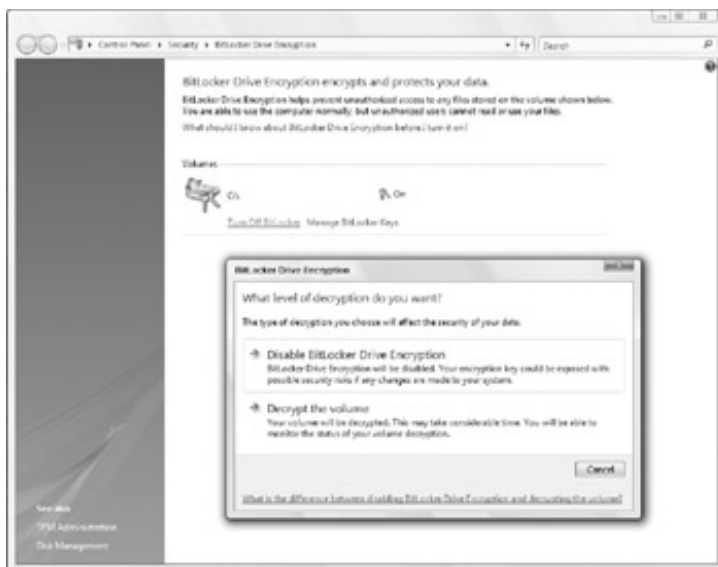 Control Panel ▸ Security ▸ BitLocker Drive Encryption
Search
BitLocker Drive Encryption encrypts and protects your data.
BitLocker Drive Encryption helps prevent unauthorized access to any files stored on the volume shown below.
You are able to use the computer normally, but unauthorized users cannot read or use your files.
What should I know about BitLocker Drive Encryption before I turn it on?
Volumes
C:\ On
Turn Off BitLocker Manage BitLocker Keys
BitLocker Drive Encryption
What level of decryption do you want?
The type of decryption you choose will affect the security of your data.
Disable BitLocker Drive Encryption
BitLocker Drive Encryption will be disabled. Your encryption key could be exposed with
possible security risks if any changes are made to your system.
Decrypt the volume
Your volume will be decrypted. This may take considerable time. You will be able to
monitor the status of your volume decryption.
Cancel
What is the difference between disabling BitLocker Drive Encryption and decrypting the volume?
See also
TPM Administration
Disk Management